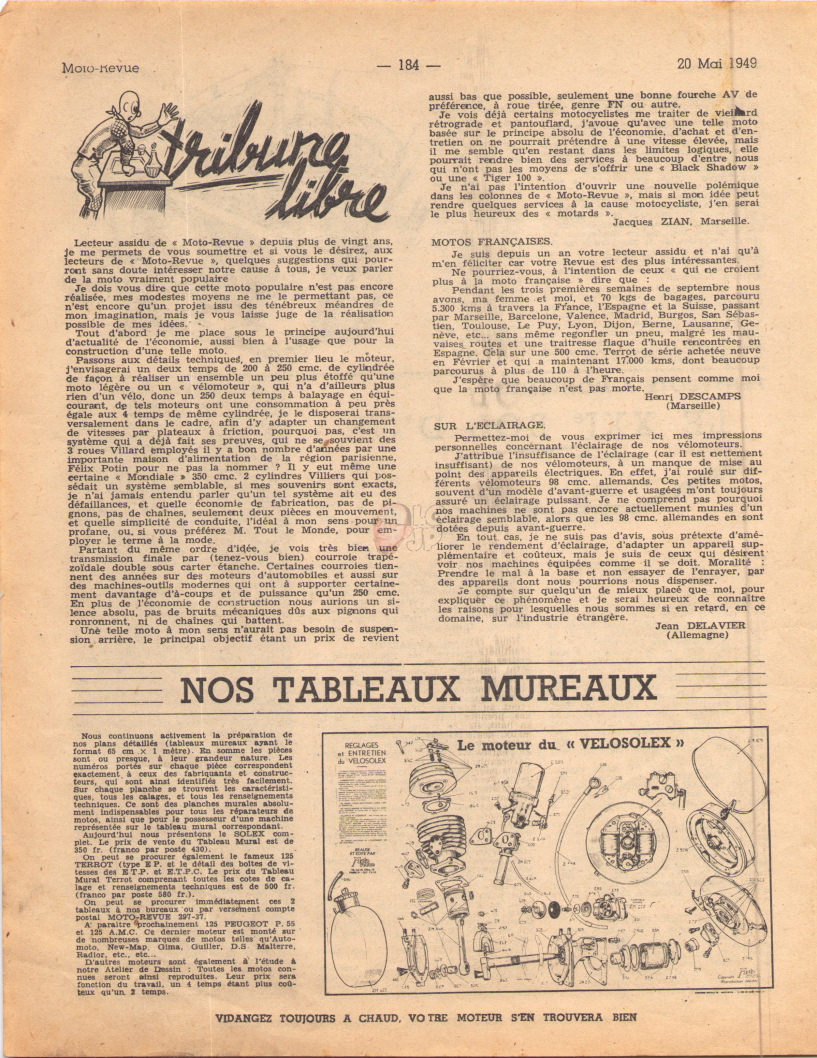 Moto-Revue
— 184 —
20 Mai 1949
tribune
libre
Lecteur assidu de « Moto-Revue » depuis plus de vingt ans,
je me permets de vous soumettre et si vous le désirez, aux
lecteurs de « Moto-Revue », quelques suggestions qui pour-
ront sans doute intéresser notre cause à tous, je veux parler
de la moto vraiment populaire
Je dois vous dire que cette moto populaire n'est pas encore
réalisée, mes modestes moyens ne me le permettant pas, ce
n'est encore qu'un projet issu des ténébreux méandres de
mon imagination, mais je vous laisse juge de la réalisation
possible de mes idées.
Tout d'abord je me place sous le principe aujourd'hui
d'actualité de l'économie, aussi bien à l'usage que pour la
construction d'une telle moto.
Passons aux détails techniques, en premier lieu le moteur,
j'envisagerai un deux temps de 200 à 250 cmc. de cylindrée
de façon à réaliser un ensemble un peu plus étoffé qu'une
moto légère ou un « vélomoteur », qui n'a d'ailleurs plus
rien d'un vélo, donc un 250 deux temps à balayage en équi-
courant, de tels moteurs ont une consommation à peu près
égale aux 4 temps de même cylindrée, je le disposerai trans-
versalement dans le cadre, afin d'y adapter un changement
de vitesses par plateaux à friction, pourquoi pas, c'est un
système qui a déjà fait ses preuves, qui ne se souvient des
3 roues Villard employés il y a bon nombre d'années par une
importante maison d'alimentation de la région parisienne,
Félix Potin pour ne pas la nommer ? Il y eut même une
certaine « Mondiale » 350 cmc. 2 cylindres Villiers qui pos-
sédait un système semblable, si mes souvenirs sont exacts,
je n'ai jamais entendu parler qu'un tel système ait eu des
défaillances, et quelle économie de fabrication, pas de pi-
gnons, pas de chaînes, seulement deux pièces en mouvement,
et quelle simplicité de conduite, l'idéal à mon sens pour un
profane, ou, si vous préférez M. Tout le Monde, pour em-
ployer le terme à la mode.
Partant du même ordre d'idée, je vois très bien une
transmission finale par (tenez-vous bien) courroie trapé-
zoïdale double sous carter étanche. Certaines courroies tien-
nent des années sur des moteurs d'automobiles et aussi sur
des machines-outils modernes qui ont à supporter certaine-
ment davantage d'à-coups et de puissance qu'un 250 cmc.
En plus de l'économie de construction nous aurions un si-
lence absolu, pas de bruits mécaniques dûs aux pignons qui
ronronnent, ni de chaînes qui battent.
Une telle moto à mon sens n'aurait pas besoin de suspen-
sion arrière, le principal objectif étant un prix de revient
aussi bas que possible, seulement une bonne fourche AV de
préférence, à roue tirée, genre FN ou autre.
Je vois déjà certains motocyclistes me traiter de vieillard
rétrograde et pantouflard, j'avoue qu'avec une telle moto
basée sur le principe absolu de l'économie, d'achat et d'en-
tretien on ne pourrait prétendre à une vitesse élevée, mais
il me semble qu'en restant dans les limites logiques, elle
pourrait rendre bien des services à beaucoup d'entre nous
qui n'ont pas les moyens de s'offrir une « Black Shadow »
ou une « Tiger 100 ».
Je n'ai pas l'intention d'ouvrir une nouvelle polémique
dans les colonnes de « Moto-Revue », mais si mon idée peut
rendre quelques services à la cause motocycliste, j'en serai
le plus heureux des « motards ».
Jacques ZIAN, Marseille.
MOTOS FRANÇAISES.
Je suis depuis un an votre lecteur assidu et n'ai qu'à
m'en féliciter car votre Revue est des plus intéressantes.
Ne pourriez-vous, à l'intention de ceux « qui ne croient
plus à la moto française » dire que :
Pendant les trois premières semaines de septembre nous
avons, ma femme et moi, et 70 kgs de bagages, parcouru
5.300 kms à travers la France, l'Espagne et la Suisse, passant
par Marseille, Barcelone, Valence, Madrid, Burgos, San Sébas-
tien, Toulouse, Le Puy, Lyon, Dijon, Berne, Lausanne, Ge-
nève, etc... sans même regonfler un pneu, malgré les mau-
vaises routes et une traitresse flaque d'huile rencontrées en
Espagne. Cela sur une 500 cmc. Terrot de série achetée neuve
en Février et qui a maintenant 17.000 kms, dont beaucoup
parcourus à plus de 110 à l'heure.
J'espère que beaucoup de Français pensent comme moi
que la moto française n'est pas morte.
Henri DESCAMPS
(Marseille)
SUR L'ECLAIRAGE.
Permettez-moi de vous exprimer ici mes impressions
personnelles concernant l'éclairage de nos vélomoteurs.
J'attribue l'insuffisance de l'éclairage (car il est nettement
insuffisant) de nos vélomoteurs, à un manque de mise au
point des appareils électriques. En effet, j'ai roulé sur dif-
férents vélomoteurs 98 cmc. allemands. Ces petites motos,
souvent d'un modèle d'avant-guerre et usagées m'ont toujours
assuré un éclairage puissant. Je ne comprend pas pourquoi
nos machines ne sont pas encore actuellement munies d'un
éclairage semblable, alors que les 98 cmc. allemandes en sont
dotées depuis avant-guerre.
En tout cas, je ne suis pas d'avis, sous prétexte d'amé-
liorer le rendement d'éclairage, d'adapter un appareil sup-
plémentaire et coûteux, mais je suis de ceux qui désirent
voir nos machines équipées comme il se doit. Moralité :
Prendre le mal à la base et non essayer de l'enrayer, par
des appareils dont nous pourrions nous dispenser.
Je compte sur quelqu'un de mieux placé que moi, pour
expliquer ce phénomène et je serai heureux de connaître
les raisons pour lesquelles nous sommes si en retard, en ce
domaine, sur l'industrie étrangère.
Jean DELAVIER
(Allemagne)
NOS TABLEAUX MUREAUX
Nous continuons activement la préparation de
nos plans détaillés (tableaux mureaux ayant le
format 65 cm × 1 mètre). En somme les pièces
sont ou presque, à leur grandeur nature. Les
numéros portés sur chaque pièce correspondent
exactement à ceux des fabriquants et construc-
teurs, qui sont ainsi identifiés très facilement.
Sur chaque planche se trouvent les caractéristi-
ques, tous les calages, et tous les renseignements
techniques. Ce sont des planches murales absolu-
ment indispensables pour tous les réparateurs de
motos, ainsi que pour le possesseur d'une machine
représentée sur le tableau mural correspondant.
Aujourd'hui nous présentons le SOLEX com-
plet. Le prix de vente du Tableau Mural est de
350 fr. (franco par poste 430).
On peut se procurer également le fameux 125
TERROT (type EP. et le détail des boîtes de vi-
tesses des E.T.P. et E.T.P.C. Le prix du Tableau
Mural Terrot comprenant toutes les cotes de ca-
lage et renseignements techniques est de 500 fr.
(franco par poste 580 fr.).
On peut se procurer immédiatement ces 2
tableaux à nos bureaux ou par versement compte
postal MOTO-REVUE 297-37.
A paraitre prochainement 125 PEUGEOT P. 55
et 125 A.M.C. Ce dernier moteur est monté sur
de nombreuses marques de motos telles qu'Auto-
moto, New-Map, Gima, Guiller, D.S. Malterre,
Radior, etc., etc...
D'autres moteurs sont également à l'étude à
notre Atelier de Dessin : Toutes les motos con-
nues seront ainsi reproduites. Leur prix sera
fonction du travail, un 4 temps étant plus coû-
teux qu'un 2 temps.
REGLAGES
et ENTRETIEN
du VELOSOLEX
Le moteur du « VELOSOLEX »
REALISE
ET EDITE PAR
VIDANGEZ TOUJOURS A CHAUD, VOTRE MOTEUR S'EN TROUVERA BIEN